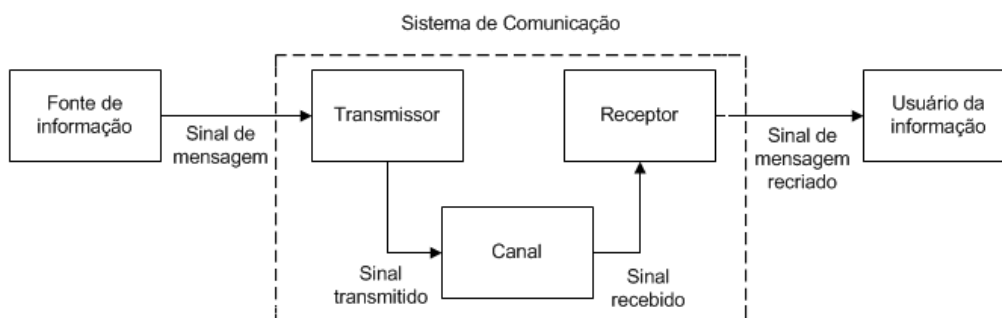 Sistema de Comunicação
Fonte de
informação
Sinal de
mensagem
Transmissor
Receptor
Sinal de
mensagem
recriado
Usuário da
informação
Sinal
transmitido
Canal
Sinal
recebido